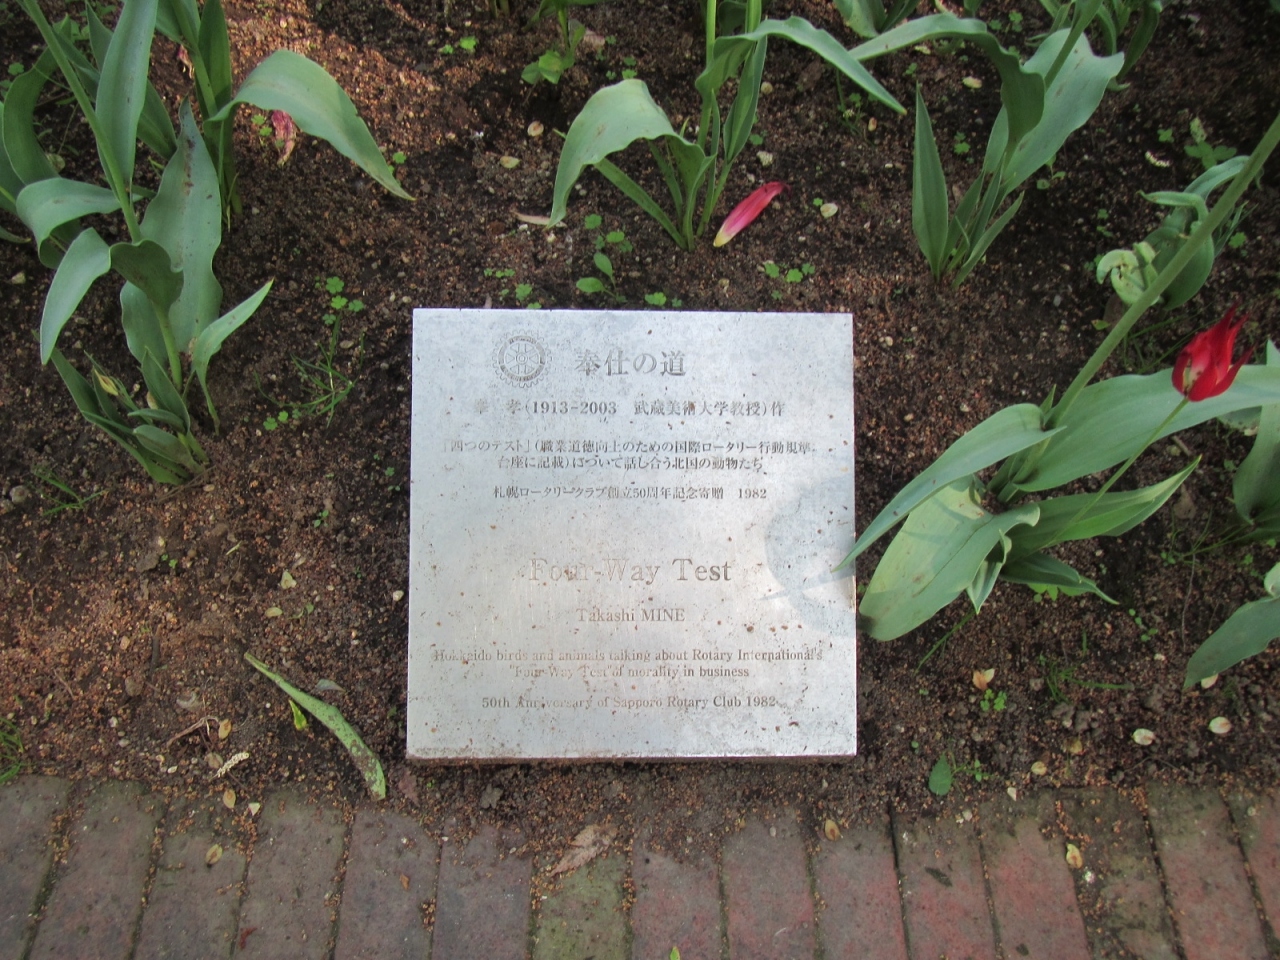 奉仕の道
峯 孝(1913-2003 武蔵美術大学教授)作
「四つのテスト」(職業道徳向上のための国際ロータリー行動規準、
台座に記載)について話し合う北国の動物たち。
札幌ロータリークラブ創立50周年記念寄贈 1982
Four-Way Test
Takashi MINE
Hokkaido birds and animals talking about Rotary International's
"Four-Way Test" of morality in business
50th Anniversary of Sapporo Rotary Club 1982